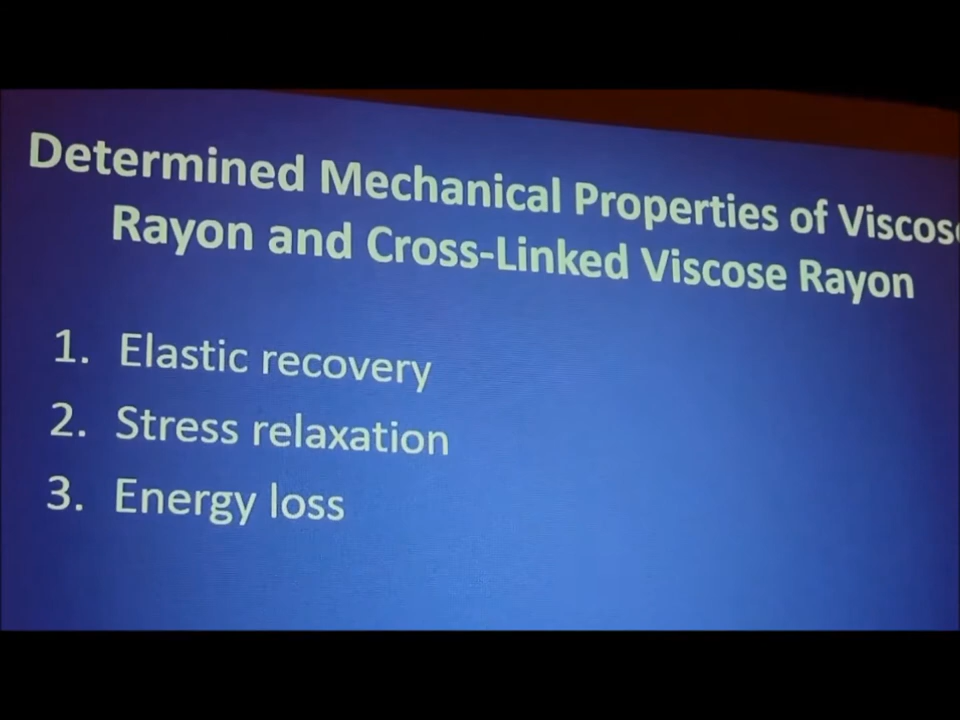 Determined Mechanical Properties of Viscose
Rayon and Cross-Linked Viscose Rayon
1. Elastic recovery
2. Stress relaxation
3. Energy loss